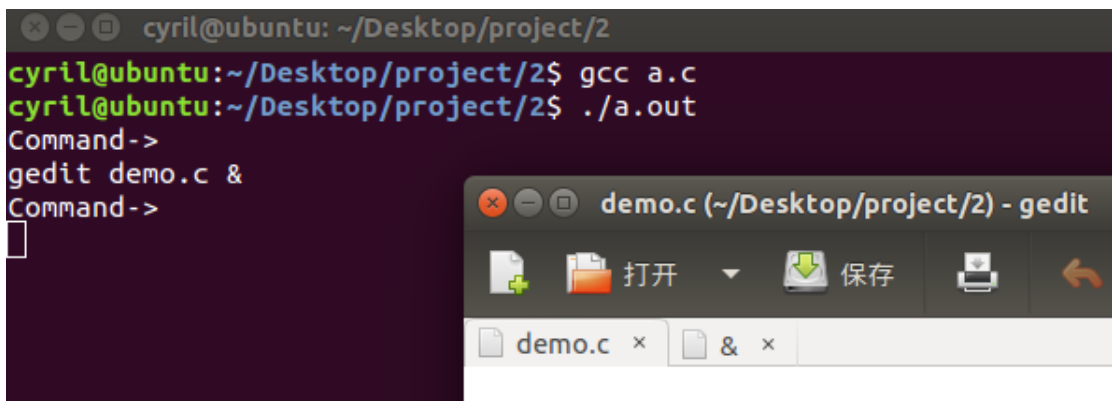 cyril@ubuntu: ~/Desktop/project/2
cyril@ubuntu:~/Desktop/project/2$ gcc a.c
cyril@ubuntu:~/Desktop/project/2$ ./a.out
Command->
gedit demo.c &
Command->
demo.c (~/Desktop/project/2) - gedit
打开 保存
demo.c × & ×